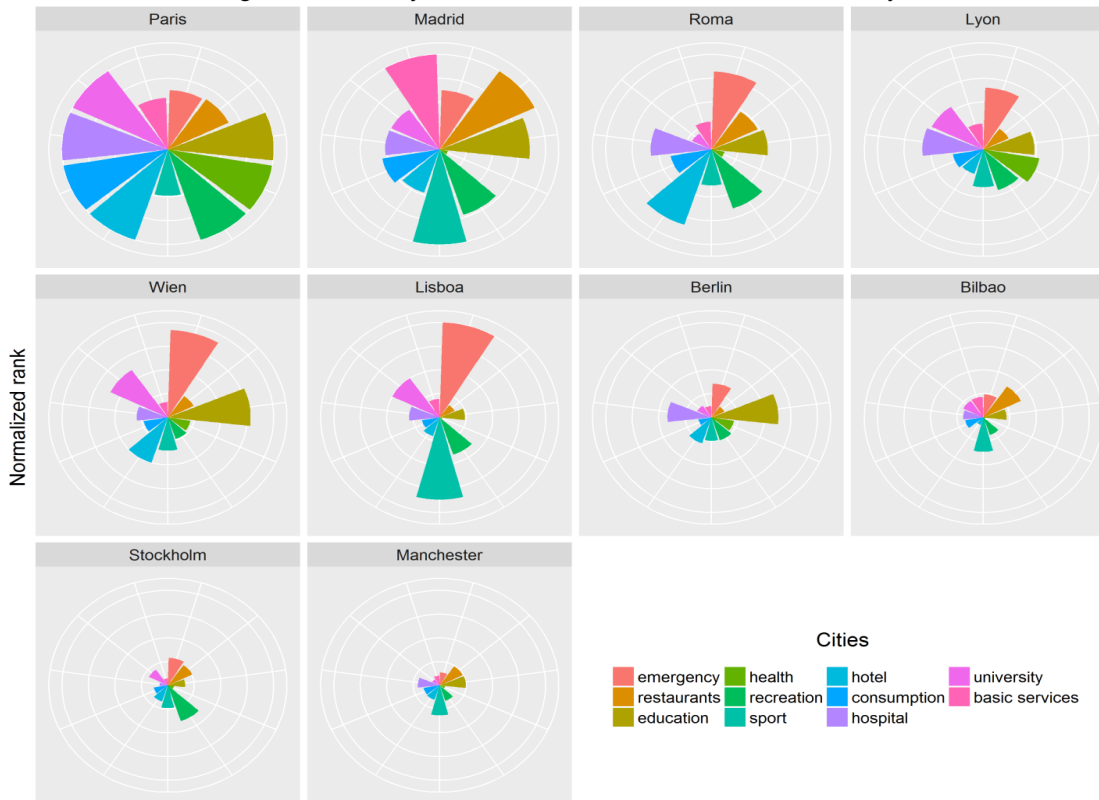 Paris Madrid Roma Lyon
Wien Lisboa Berlin Bilbao
Normalized rank
Stockholm Manchester
Cities
emergency health hotel university
restaurants recreation consumption basic services
education sport hospital